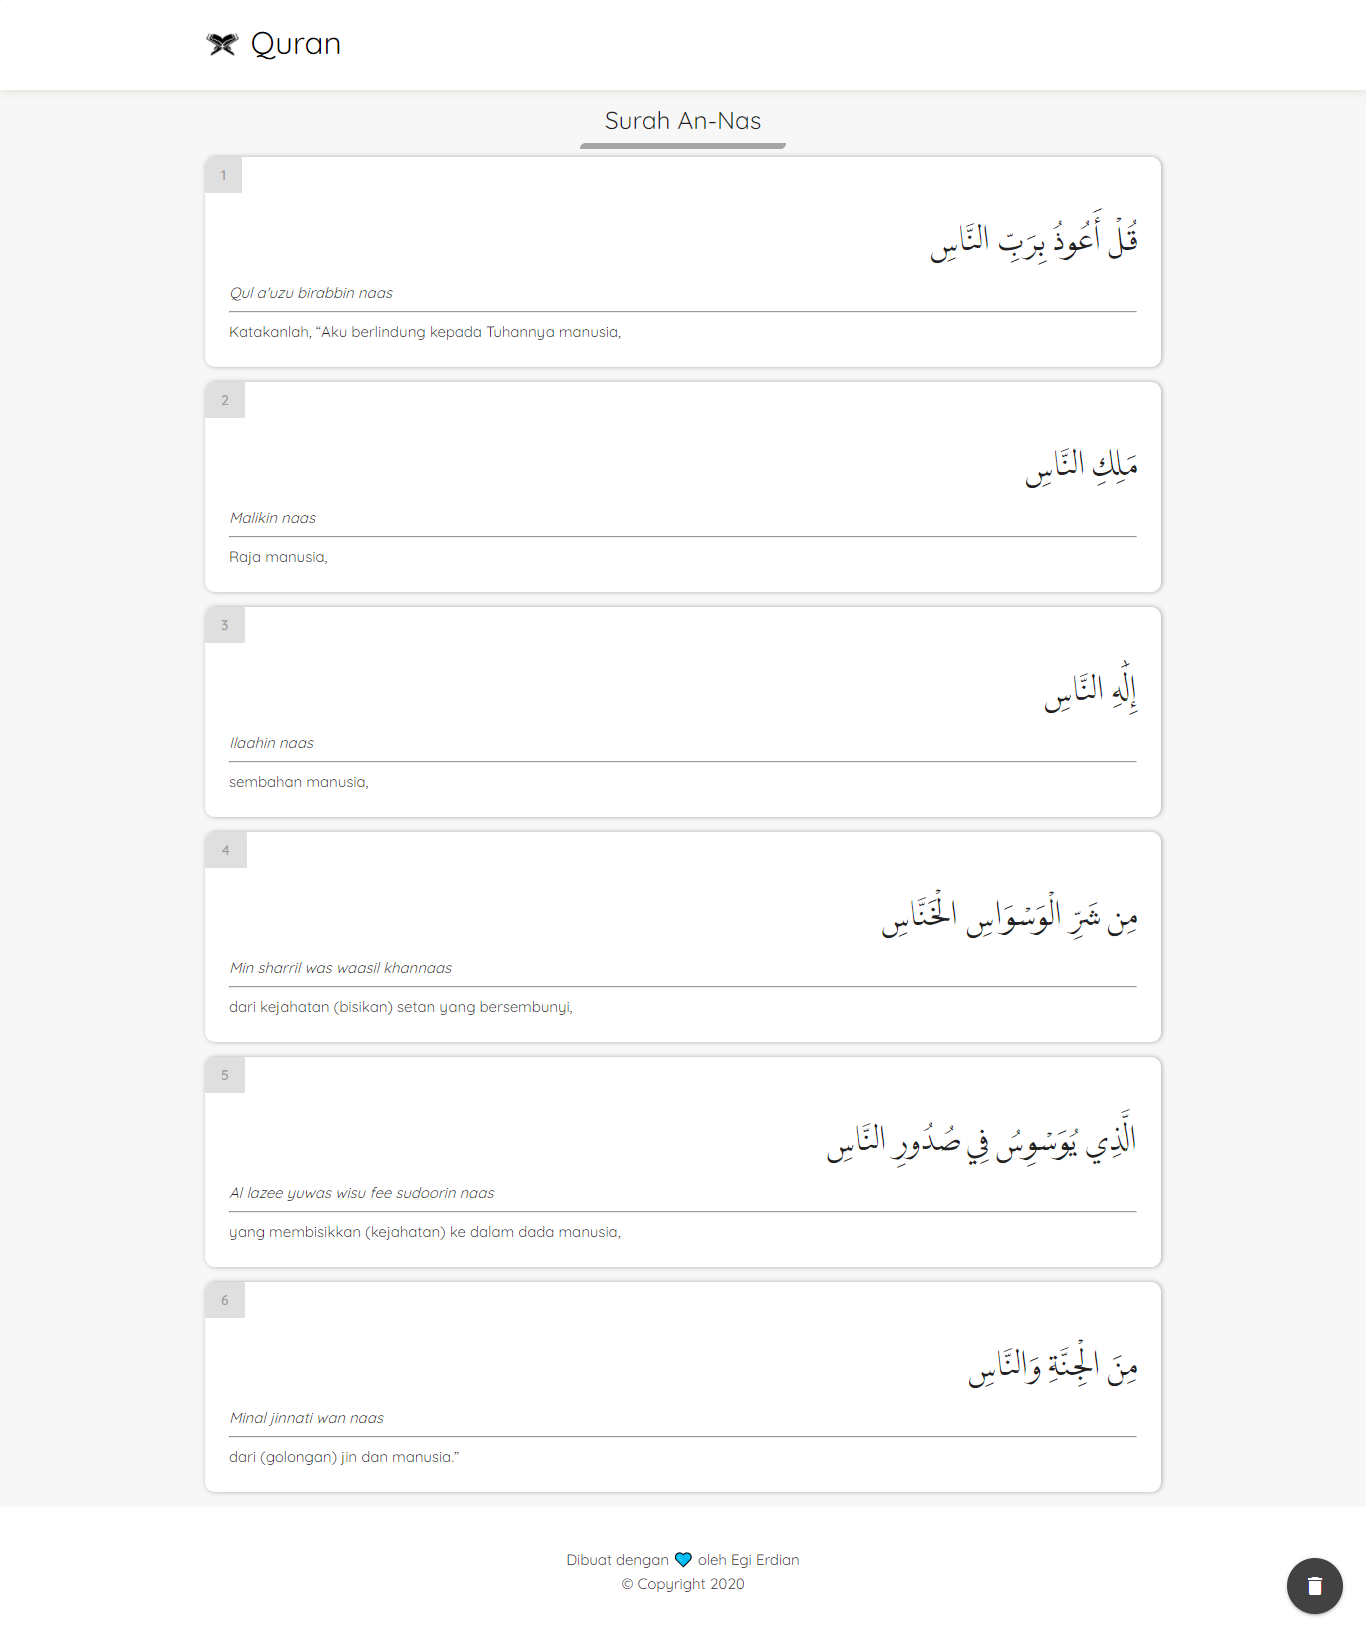 Quran
Surah An-Nas
1
قُلْ أَعُوذُ بِرَبِّ النَّاسِ
Qul a'uzu birabbin naas
Katakanlah, “Aku berlindung kepada Tuhannya manusia,
2
مَلِكِ النَّاسِ
Malikin naas
Raja manusia,
3
إِلَٰهِ النَّاسِ
Ilaahin naas
sembahan manusia,
4
مِن شَرِّ الْوَسْوَاسِ الْخَنَّاسِ
Min sharril was waasil khannaas
dari kejahatan (bisikan) setan yang bersembunyi,
5
الَّذِي يُوَسْوِسُ فِي صُدُورِ النَّاسِ
Al lazee yuwas wisu fee sudoorin naas
yang membisikkan (kejahatan) ke dalam dada manusia,
6
مِنَ الْجِنَّةِ وَالنَّاسِ
Minal jinnati wan naas
dari (golongan) jin dan manusia.”
Dibuat dengan oleh Egi Erdian
© Copyright 2020